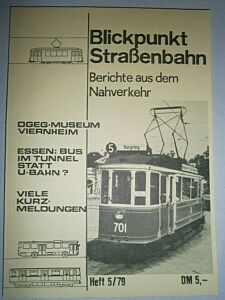 Blickpunkt
Straßenbahn
Berichte aus dem
Nahverkehr
DGEG-MUSEUM
VIERNHEIM
ESSEN: BUS
IM TUNNEL
STATT
U-BAHN ?
VIELE
KURZ-
MELDUNGEN
5
Burgring
701
Heft 5/79
DM 5,-